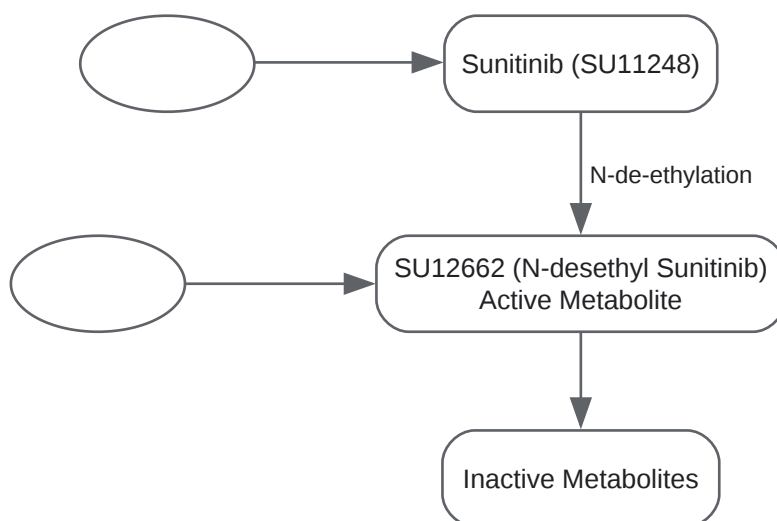 Sunitinib (SU11248)
N-de-ethylation
SU12662 (N-desethyl Sunitinib)
Active Metabolite
Inactive Metabolites